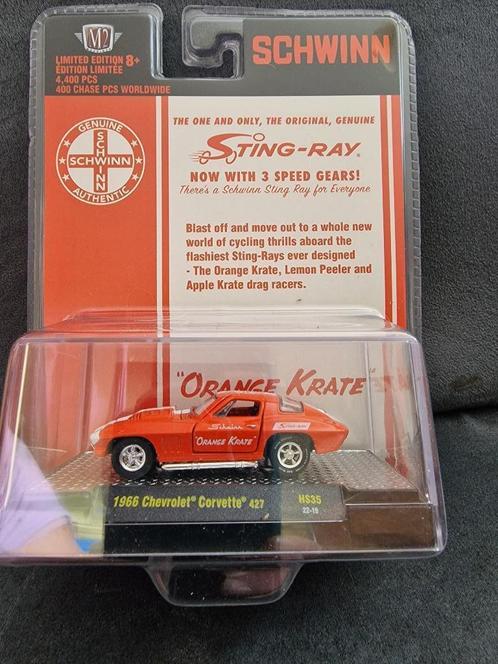 M2
SCHWINN
LIMITED EDITION 8+
ÉDITION LIMITÉE
4,400 PCS
400 CHASE PCS WORLDWIDE
GENUINE
SCHWINN
SCHWINN
AUTHENTIC
THE ONE AND ONLY, THE ORIGINAL, GENUINE
STING-RAY®
NOW WITH 3 SPEED GEARS!
There's a Schwinn Sting Ray for Everyone
Blast off and move out to a whole new
world of cycling thrills aboard the
flashiest Sting-Rays ever designed
- The Orange Krate, Lemon Peeler and
Apple Krate drag racers.
"ORANGE KRATE"
Schwinn
"ORANGE KRATE"
STING-RAY
1966 Chevrolet® Corvette® 427
HS35
22-19